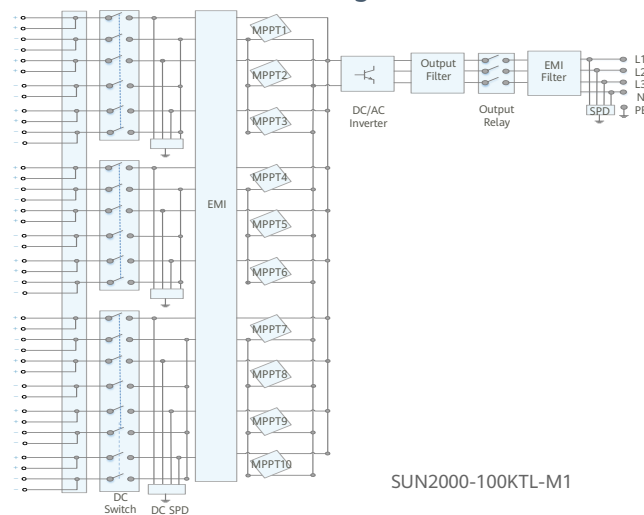 MPPT1
MPPT2
MPPT3
MPPT4
EMI
MPPT5
MPPT6
MPPT7
MPPT8
MPPT9
MPPT10
DC
Switch
DC SPD
DC/AC
Inverter
Output
Filter
Output
Relay
EMI
Filter
L1
L2
L3
N
SPD
PE
SUN2000-100KTL-M1